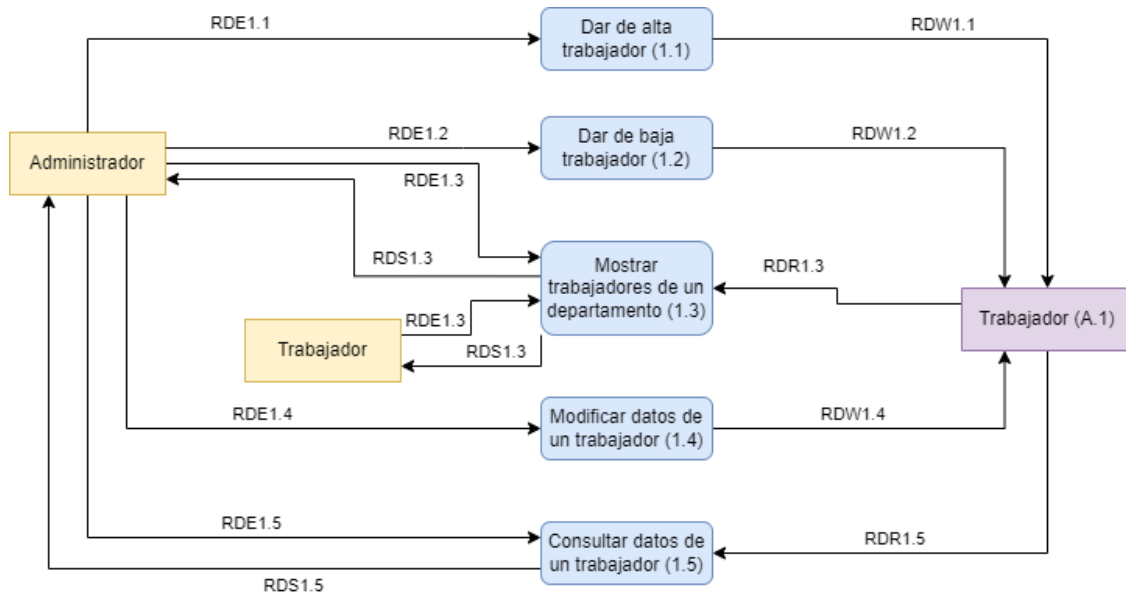 RDE1.1
Dar de alta
trabajador (1.1)
RDW1.1
Administrador
RDE1.2
Dar de baja
trabajador (1.2)
RDW1.2
RDE1.3
RDS1.3
Mostrar
trabajadores de un
departamento (1.3)
RDR1.3
Trabajador (A.1)
RDE1.3
Trabajador
RDS1.3
RDE1.4
Modificar datos de
un trabajador (1.4)
RDW1.4
RDE1.5
Consultar datos de
un trabajador (1.5)
RDR1.5
RDS1.5